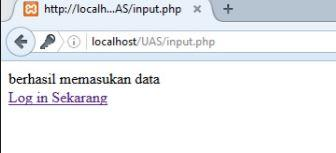 http://localh...AS/input.php
localhost/UAS/input.php
berhasil memasukan data
Log in Sekarang